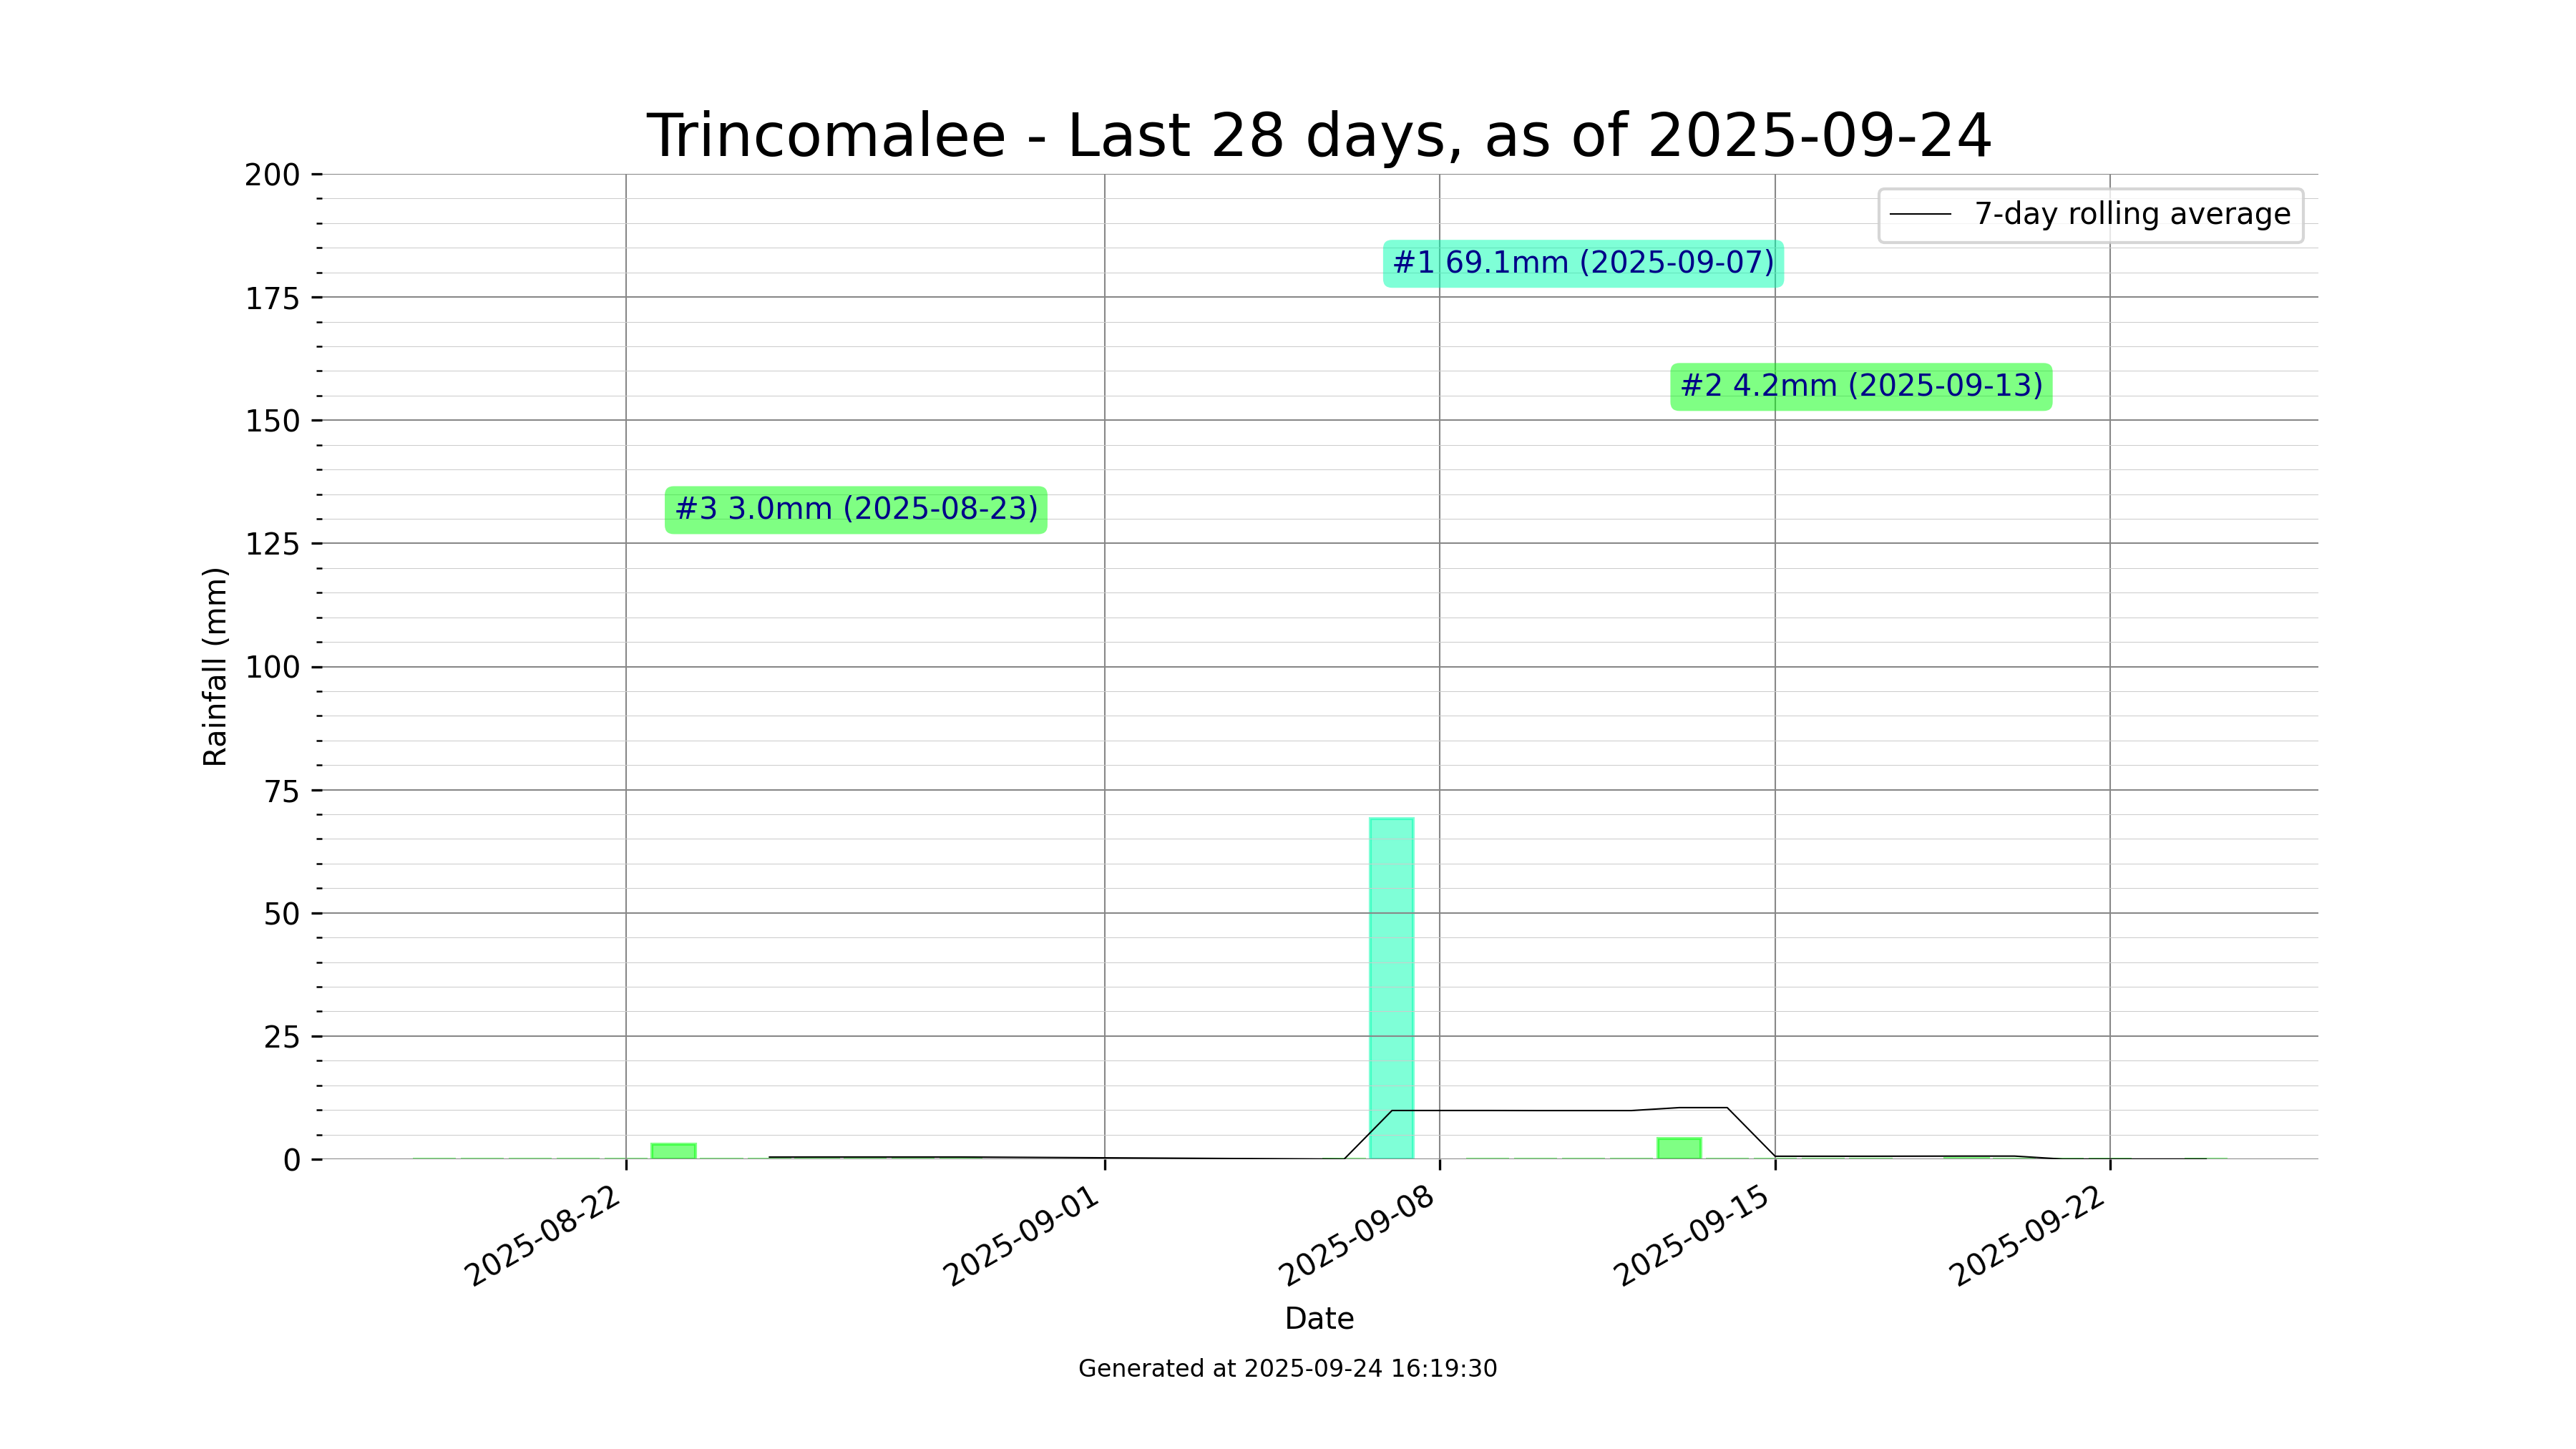 Trincomalee - Last 28 days, as of 2025-09-24
7-day rolling average
#1 69.1mm (2025-09-07)
#2 4.2mm (2025-09-13)
#3 3.0mm (2025-08-23)
Rainfall (mm)
200
175
150
125
100
75
50
25
0
2025-08-22
2025-09-01
2025-09-08
2025-09-15
2025-09-22
Date
Generated at 2025-09-24 16:19:30